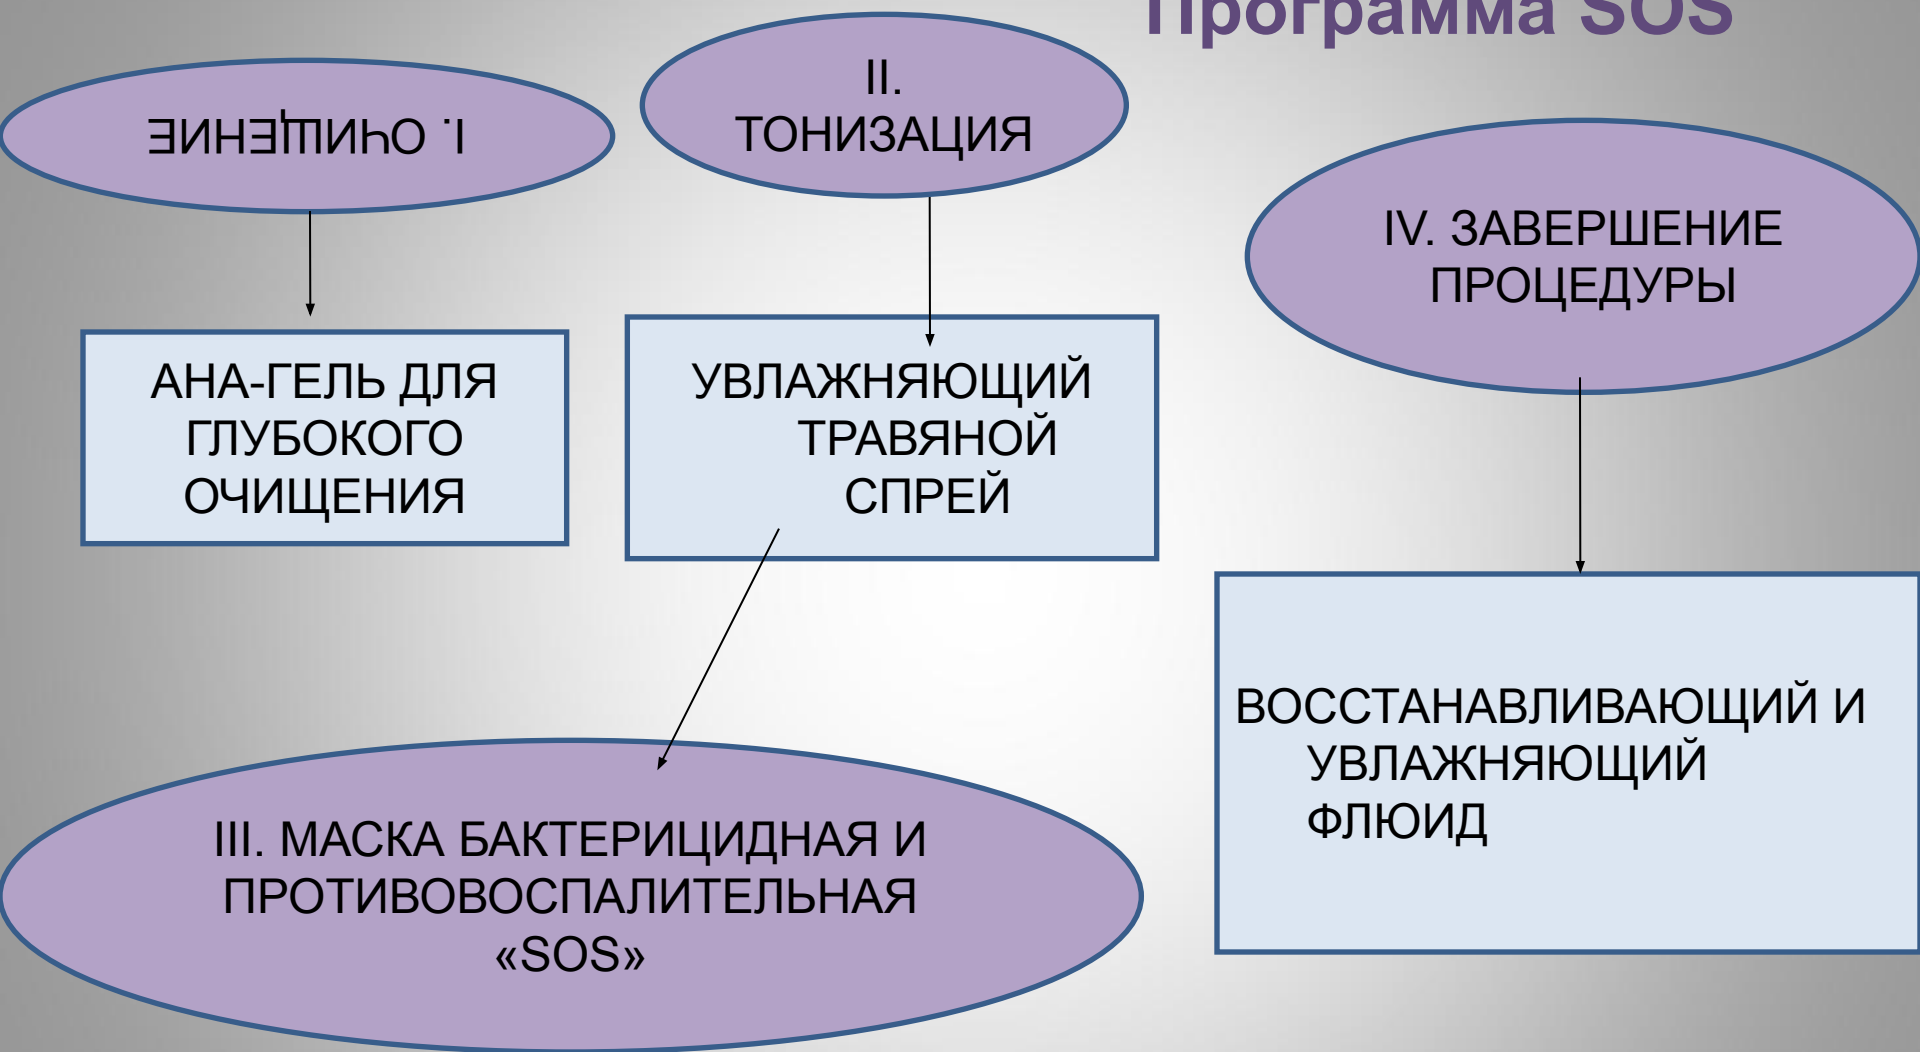 Программа SOS
I. ОЧИЩЕНИЕ
II.
ТОНИЗАЦИЯ
IV. ЗАВЕРШЕНИЕ
ПРОЦЕДУРЫ
АНА-ГЕЛЬ ДЛЯ
ГЛУБОКОГО
ОЧИЩЕНИЯ
УВЛАЖНЯЮЩИЙ
ТРАВЯНОЙ
СПРЕЙ
III. МАСКА БАКТЕРИЦИДНАЯ И
ПРОТИВОВОСПАЛИТЕЛЬНАЯ
«SOS»
ВОССТАНАВЛИВАЮЩИЙ И
УВЛАЖНЯЮЩИЙ
ФЛЮИД